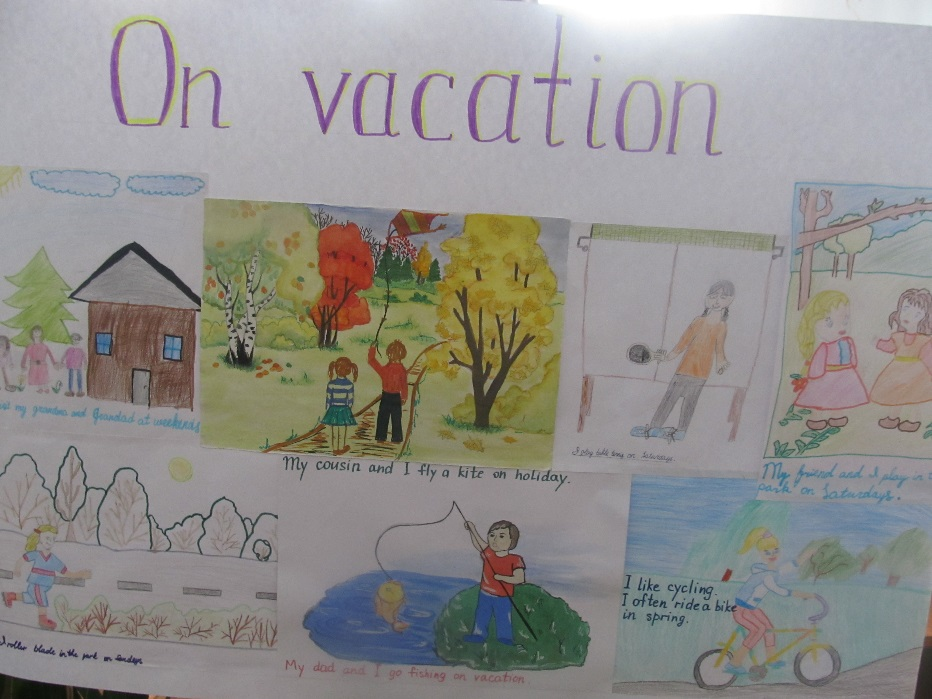 On vacation
my grandma and Grandad at weekends
My cousin and I fly a kite on holiday.
I play table tennis on Saturdays.
My friend and I play in
park on Saturdays.
I roller blade in the park on Sundays
My dad and I go fishing on vacation.
I like cycling.
I often ride a bike
in spring.